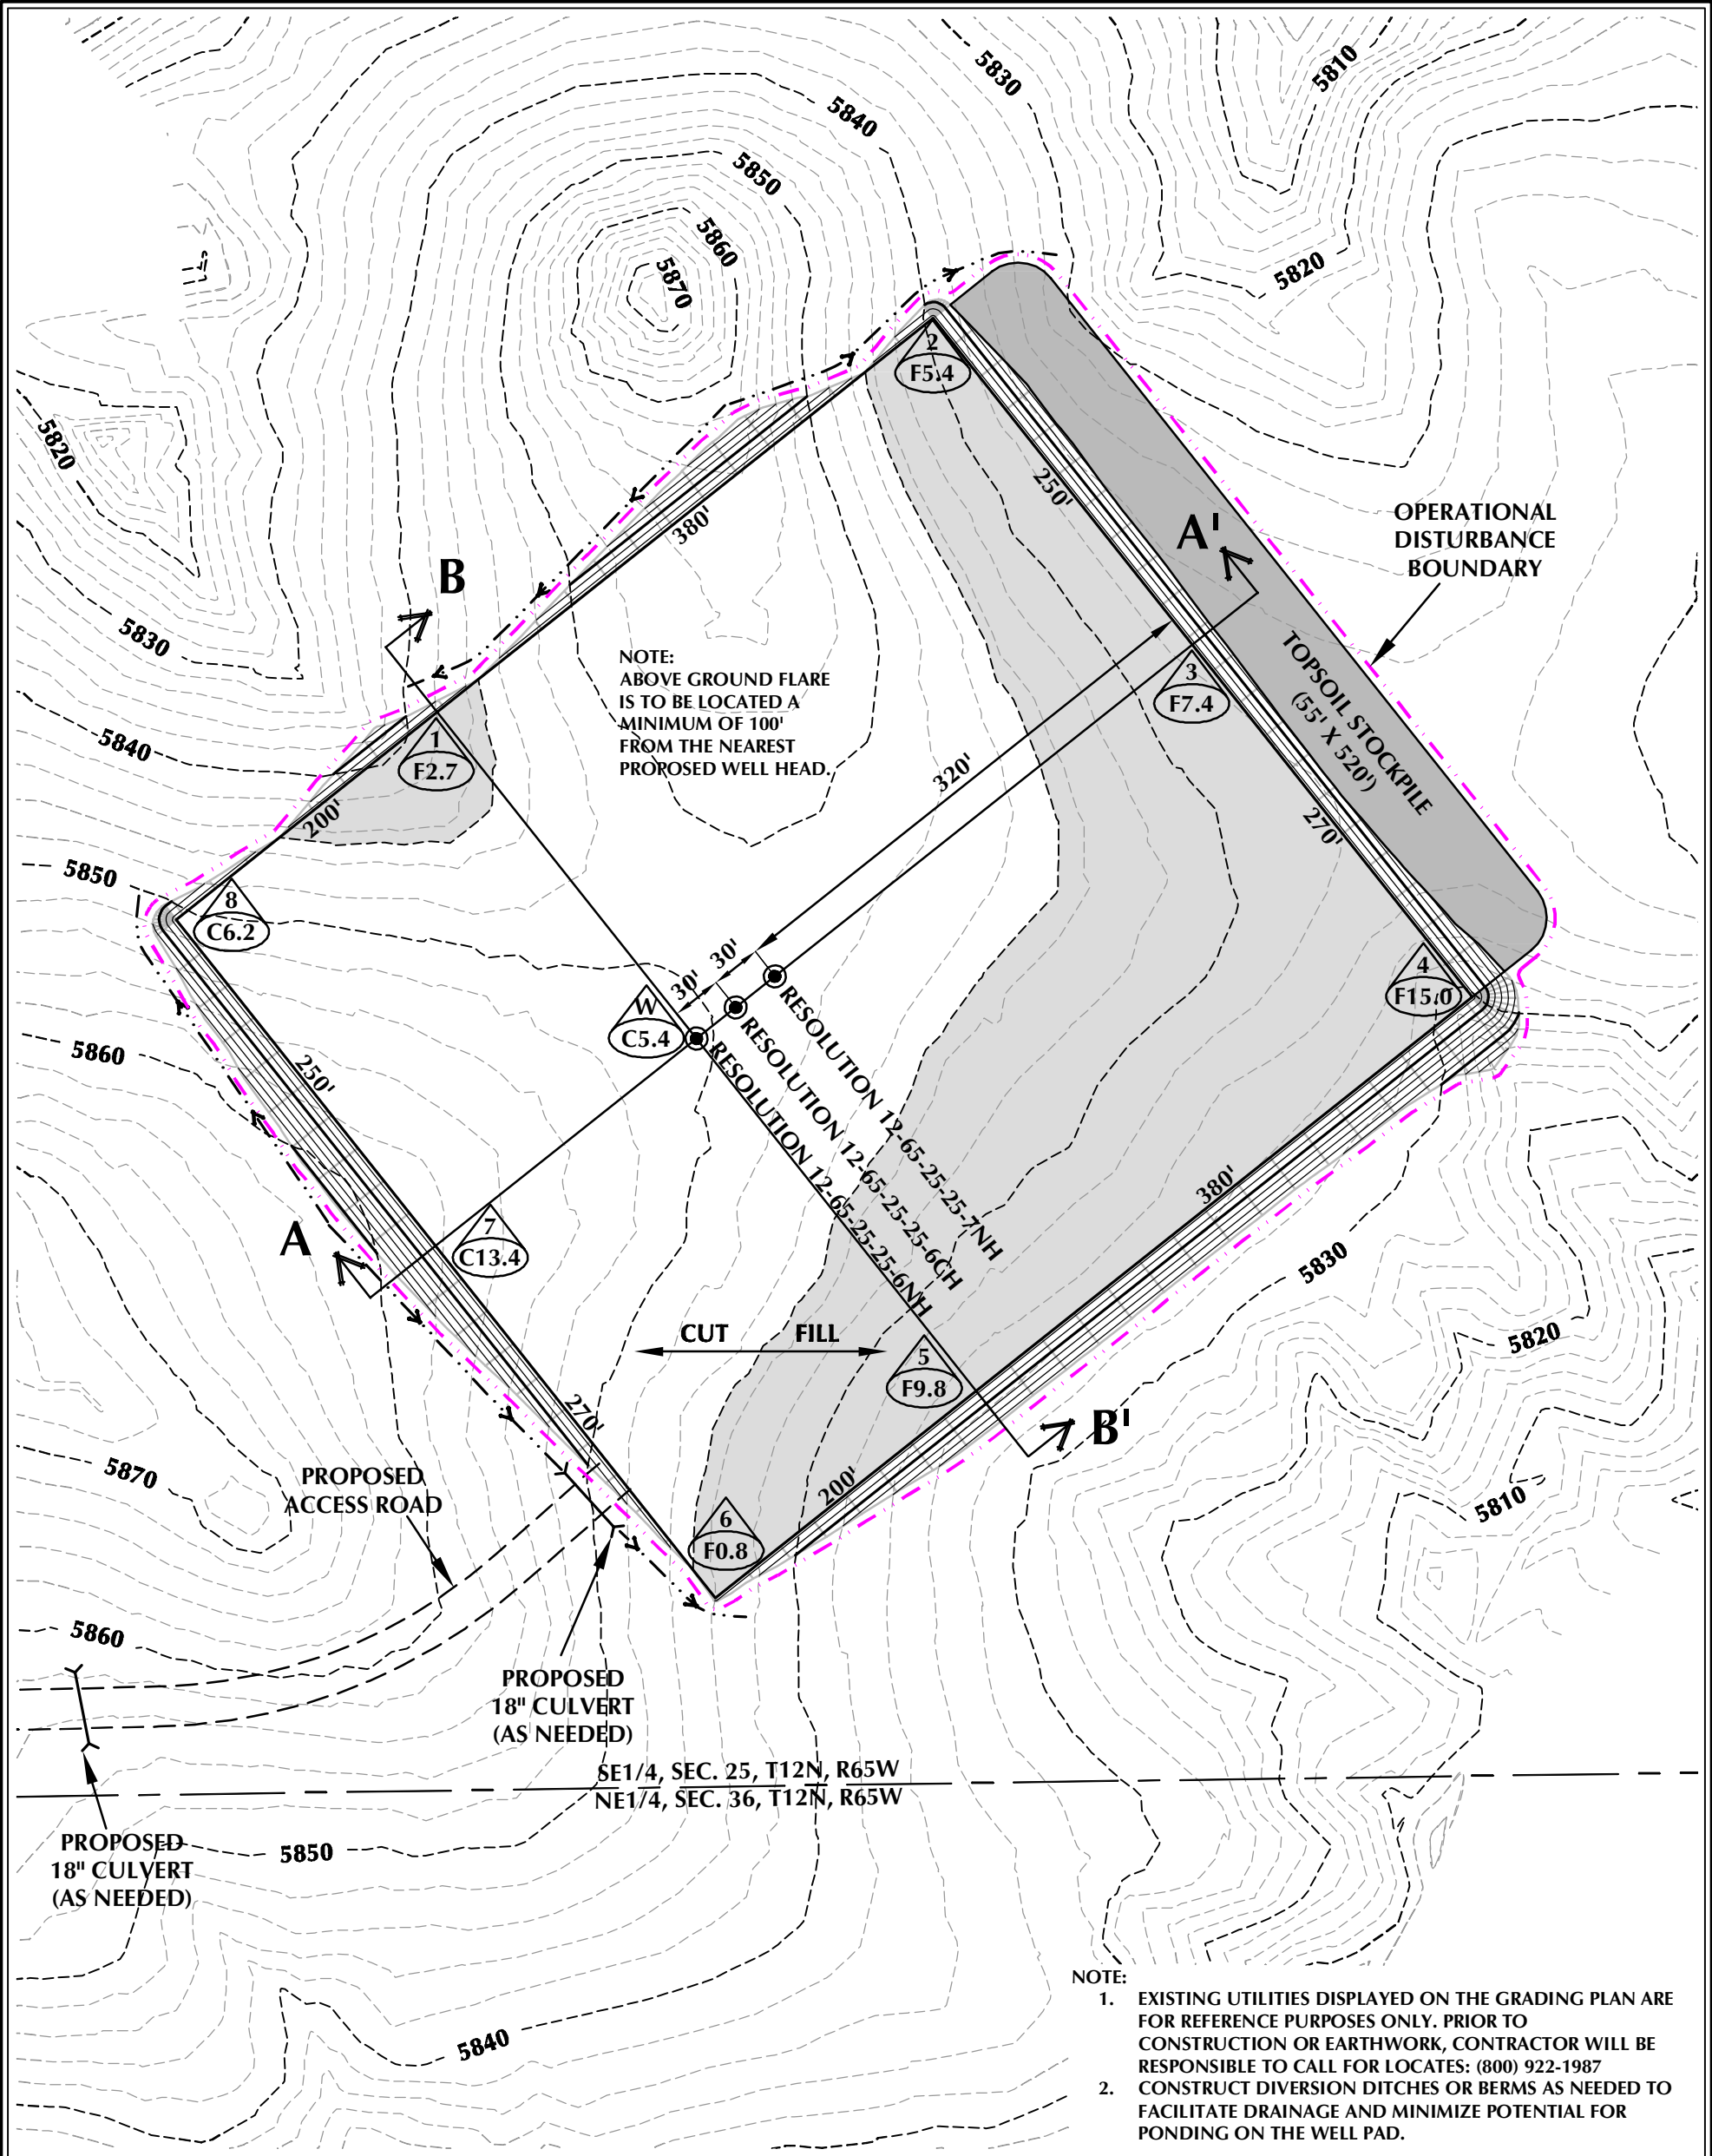 5830
5810
5840
5850
5860
5870
5820
2
F5.4
5820
250'
A'
OPERATIONAL
DISTURBANCE
BOUNDARY
380'
B
5830
NOTE:
ABOVE GROUND FLARE
IS TO BE LOCATED A
MINIMUM OF 100'
FROM THE NEAREST
PROPOSED WELL HEAD.
3
F7.4
TOPSOIL STOCKPILE
(55' X 520')
5840
1
F2.7
320'
200'
270'
5850
8
C6.2
30'
30'
4
F15.0
W
C5.4
5860
250'
RESOLUTION 12-65-25-25-7NH
RESOLUTION 12-65-25-25-6CH
RESOLUTION 12-65-25-25-6NH
380'
A
7
C13.4
5830
CUT
FILL
5820
5
F9.8
270'
B'
5870
PROPOSED
ACCESS ROAD
200'
5810
6
F0.8
5860
PROPOSED
18" CULVERT
(AS NEEDED)
SE1/4, SEC. 25, T12N, R65W
NE1/4, SEC. 36, T12N, R65W
PROPOSED
18" CULVERT
(AS NEEDED)
5850
5840
NOTE:
1. EXISTING UTILITIES DISPLAYED ON THE GRADING PLAN ARE
FOR REFERENCE PURPOSES ONLY. PRIOR TO
CONSTRUCTION OR EARTHWORK, CONTRACTOR WILL BE
RESPONSIBLE TO CALL FOR LOCATES: (800) 922-1987
2. CONSTRUCT DIVERSION DITCHES OR BERMS AS NEEDED TO
FACILITATE DRAINAGE AND MINIMIZE POTENTIAL FOR
PONDING ON THE WELL PAD.